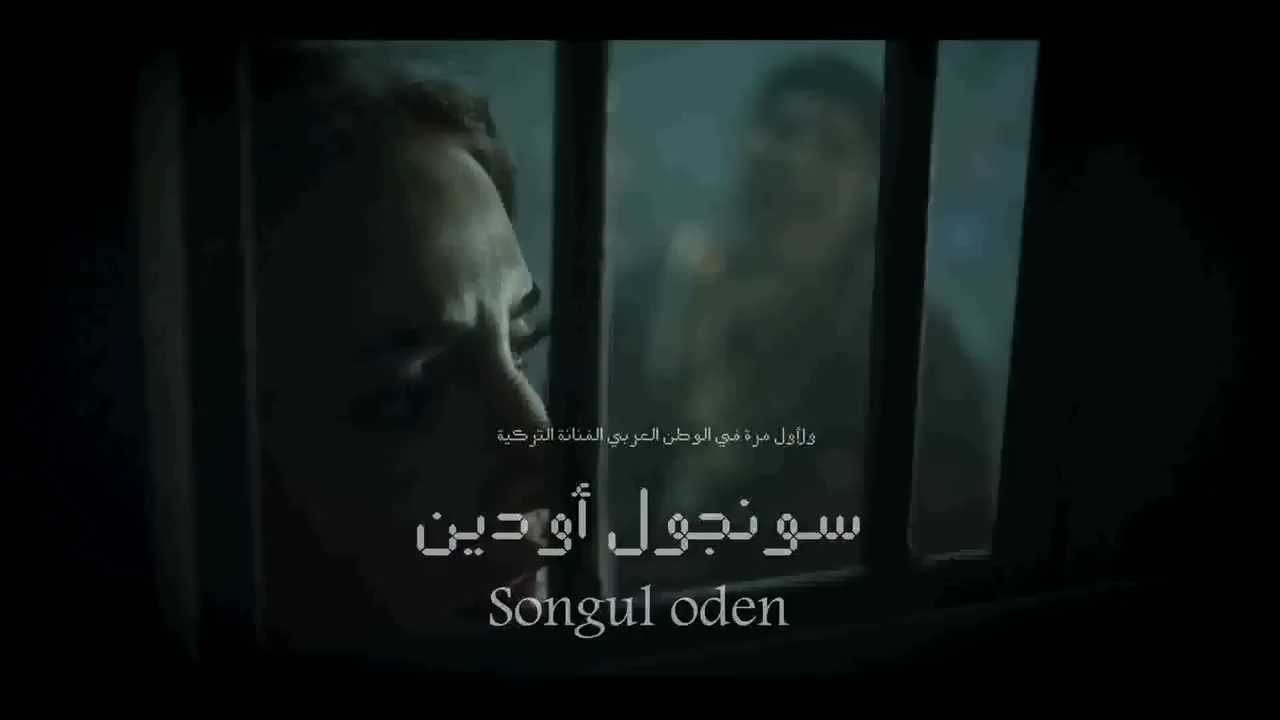 ولأول مرة في الوطن العربي الفنانة التركية
سونجول أودين
Songul oden